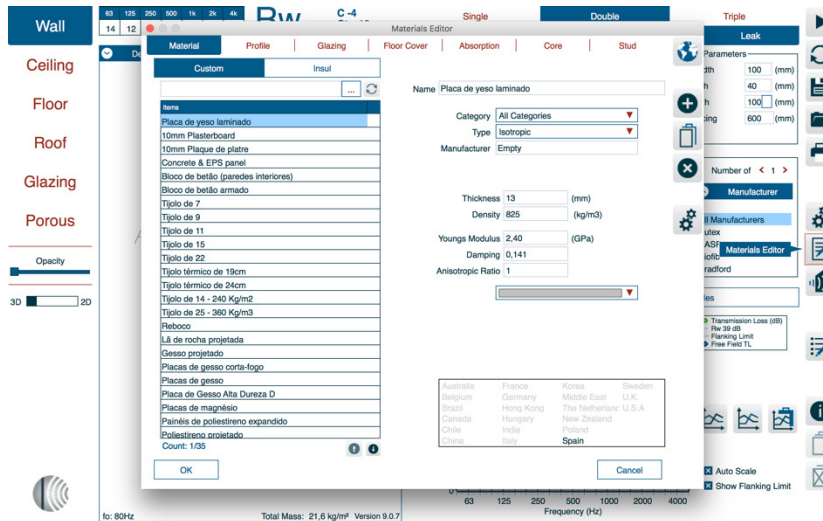 Wall
Ceiling
Floor
Roof
Glazing
Porous
Opacity
3D 2D
63 125 250 500 1k 2k 4k
14 12
Rw
C -4
Single Double Triple
Leak
Materials Editor
Material Profile Glazing Floor Cover Absorption Core Stud
Custom Insul
...
Items
Placa de yeso laminado
10mm Plasterboard
10mm Plaque de platre
Concrete & EPS panel
Bloco de betão (paredes interiores)
Bloco de betão armado
Tijolo de 7
Tijolo de 9
Tijolo de 11
Tijolo de 15
Tijolo de 22
Tijolo térmico de 19cm
Tijolo térmico de 24cm
Tijolo de 14 - 240 Kg/m2
Tijolo de 25 - 360 Kg/m3
Reboco
Lã de rocha projetada
Gesso projetado
Placas de gesso corta-fogo
Placas de gesso
Placa de Gesso Alta Dureza D
Placas de magnésio
Painéis de poliestireno expandido
Poliestireno projetado
Count: 1/35
OK
Name Placa de yeso laminado
Category All Categories
Type Isotropic
Manufacturer Empty
Thickness 13 (mm)
Density 825 (kg/m3)
Youngs Modulus 2,40 (GPa)
Damping 0,141
Anisotropic Ratio 1
Australia France Korea Sweden
Belgium Germany Middle East U.K.
Brazil Hong Kong The Netherlanc U.S.A
Canada Hungary New Zealand
Chile India Poland
China Italy Spain
Cancel
Parameters
100 (mm)
40 (mm)
100 (mm)
600 (mm)
Number of < 1 >
Manufacturer
Manufacturers
Materials Editor
Transmission Loss (dB)
Rw 39 dB
Flanking Limit
Free Field TL
Auto Scale
Show Flanking Limit
63 125 250 500 1000 2000 4000
Frequency (Hz)
fo: 80Hz
Total Mass: 21,6 kg/m² Version 9.0.7